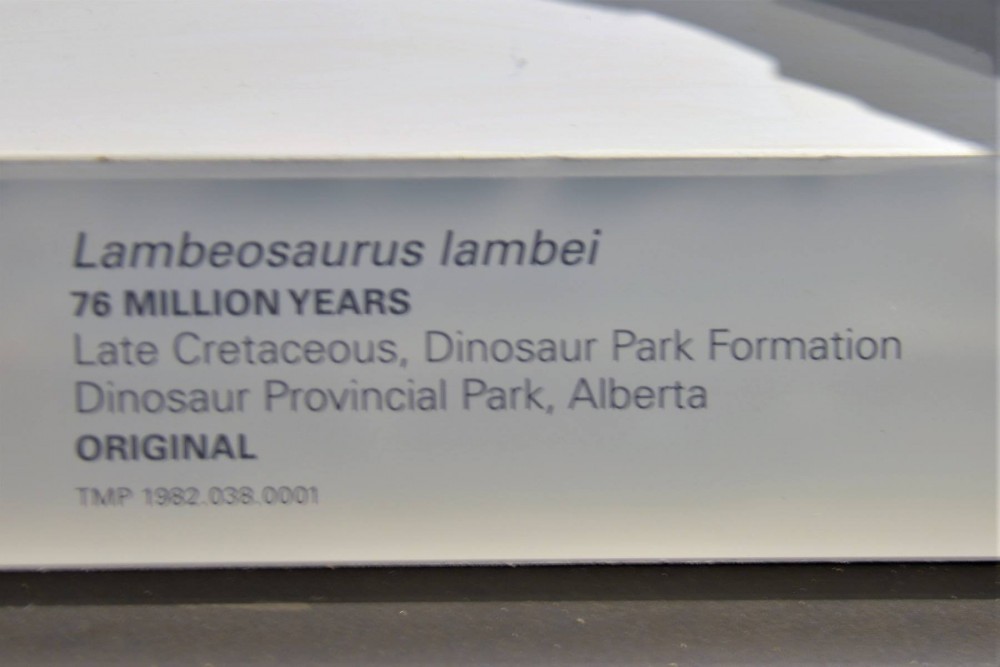 Lambeosaurus lambei
76 MILLION YEARS
Late Cretaceous, Dinosaur Park Formation
Dinosaur Provincial Park, Alberta
ORIGINAL
TMP 1982.038.0001